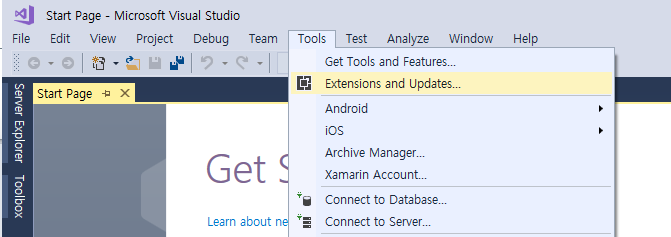 Start Page - Microsoft Visual Studio
File Edit View Project Debug Team Tools Test Analyze Window Help
Get Tools and Features...
Extensions and Updates...
Android
iOS
Archive Manager...
Xamarin Account...
Connect to Database...
Connect to Server...
Server Explorer
Toolbox
Start Page
Get S
Learn about ne